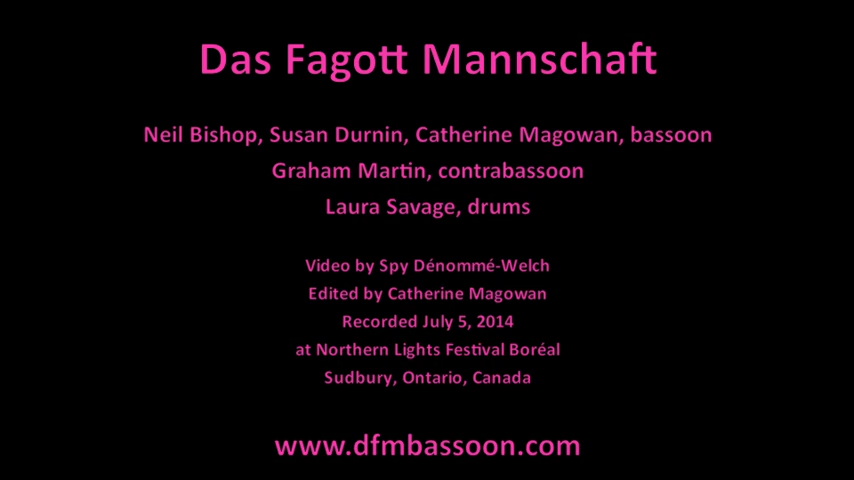 Das Fagott Mannschaft
Neil Bishop, Susan Durnin, Catherine Magowan, bassoon
Graham Martin, contrabassoon
Laura Savage, drums
Video by Spy Dénommé-Welch
Edited by Catherine Magowan
Recorded July 5, 2014
at Northern Lights Festival Boréal
Sudbury, Ontario, Canada
www.dfmbassoon.com